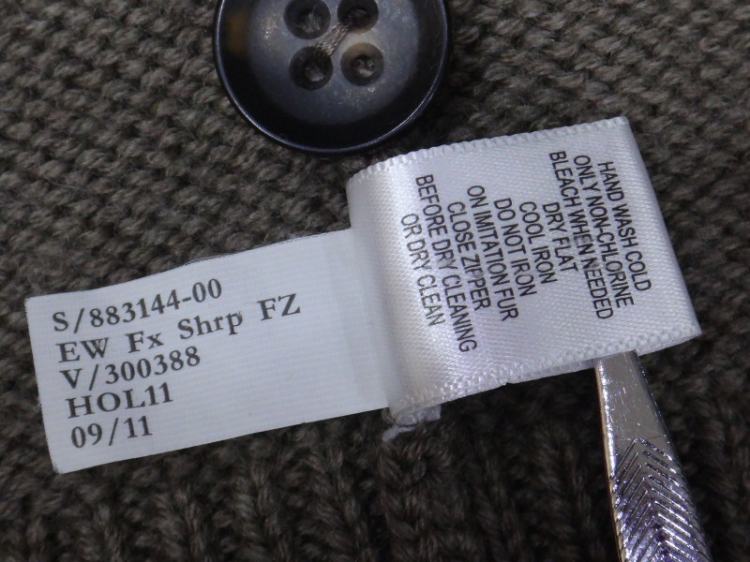 S/883144-00
EW Fx Shrp FZ
V/300388
HOL11
09/11
HAND WASH COLD
ONLY NON-CHLORINE
BLEACH WHEN NEEDED
DRY FLAT
COOL IRON
DO NOT IRON
ON IMITATION FUR
CLOSE ZIPPER
BEFORE DRY CLEANING
OR DRY CLEAN